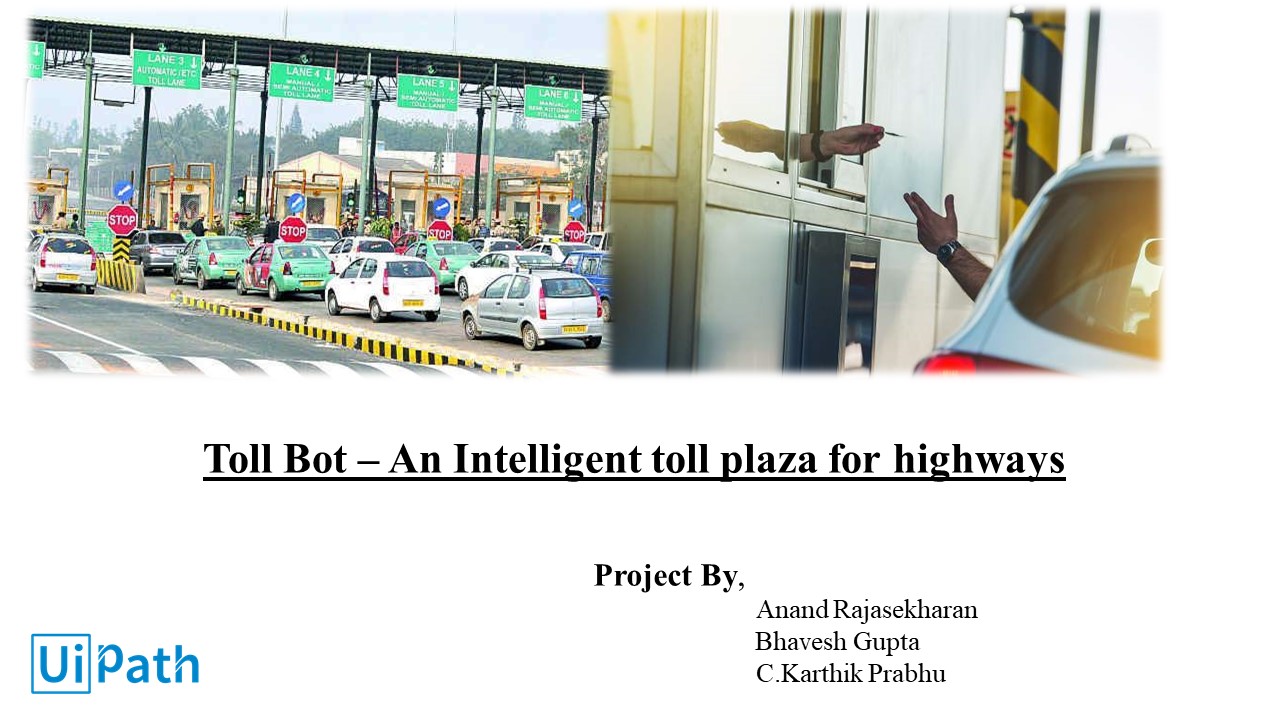 LANE 3
AUTOMATIC / ETC
TOLL LANE
LANE 4
MANUAL /
SEMI AUTOMATIC
TOLL LANE
LANE 5
MANUAL /
SEMI AUTOMATIC
TOLL LANE
LANE 6
MANUAL /
SEMI AUTOMATIC
TOLL LANE
STOP
STOP
STOP
STOP
Toll Bot – An Intelligent toll plaza for highways
Project By,
Anand Rajasekharan
Bhavesh Gupta
C.Karthik Prabhu
UiPath